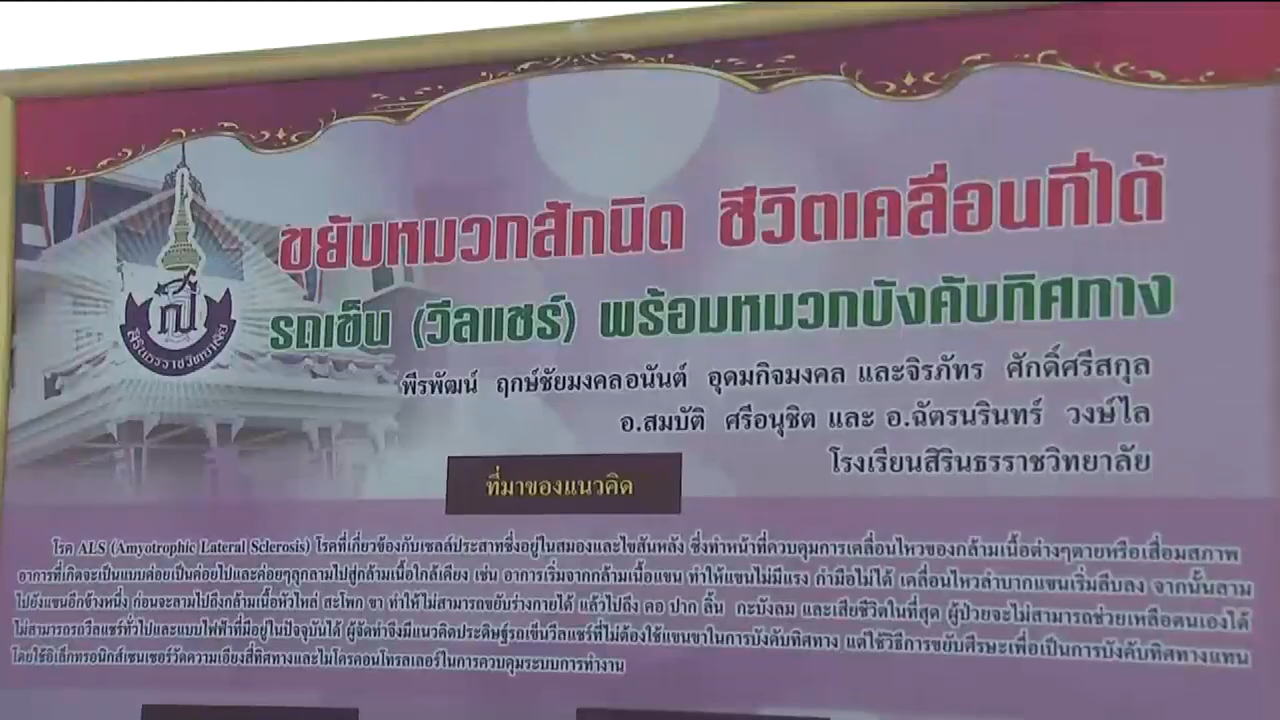 ขยับหมวกสักนิด ชีวิตเคลื่อนที่ได้
รถเข็น (วีลแชร์) พร้อมหมวกบังคับทิศทาง
พีรพัฒน์ ฤกษ์ชัยมงคลอนันต์ อุดมกิจมงคล และจิรภัทร ศักดิ์ศรีสกุล
อ.สมบัติ ศรีอนุชิต และ อ.ฉัตรนรินทร์ วงษ์ไล
โรงเรียนสิรินธรราชวิทยาลัย
สิรินธรราชวิทยาลัย
ที่มาของแนวคิด
โรค ALS (Amyotrophic Lateral Sclerosis) โรคที่เกี่ยวข้องกับเซลล์ประสาทซึ่งอยู่ในสมองและไขสันหลัง ซึ่งทำหน้าที่ควบคุมการเคลื่อนไหวของกล้ามเนื้อต่างๆตายหรือเสื่อมสภาพ
อาการที่เกิดจะเป็นแบบค่อยเป็นค่อยไปและค่อยๆลุกลามไปสู่กล้ามเนื้อใกล้เคียง เช่น อาการเริ่มจากกล้ามเนื้อแขน ทำให้แขนไม่มีแรง กำมือไม่ได้ เคลื่อนไหวลำบากแขนเริ่มลีบลง จากนั้นลาม
ไปยังแขนอีกข้างหนึ่ง ก่อนจะลามไปถึงกล้ามเนื้อหัวไหล่ สะโพก ขา ทำให้ไม่สามารถขยับร่างกายได้ แล้วไปถึง คอ ปาก ลิ้น กะบังลม และเสียชีวิตในที่สุด ผู้ป่วยจะไม่สามารถช่วยเหลือตนเองได้
ไม่สามารถรถวีลแชร์ทั่วไปและแบบไฟฟ้าที่มีอยู่ในปัจจุบันได้ ผู้จัดทำจึงมีแนวคิดประดิษฐ์รถเข็นวีลแชร์ที่ไม่ต้องใช้แขนขาในการบังคับทิศทาง แต่ใช้วิธีการขยับศีรษะเพื่อเป็นการบังคับทิศทางแทน
โดยใช้อิเล็กทรอนิกส์เซนเซอร์วัดความเอียงสี่ทิศทางและไมโครคอนโทรลเลอร์ในการควบคุมระบบการทำงาน